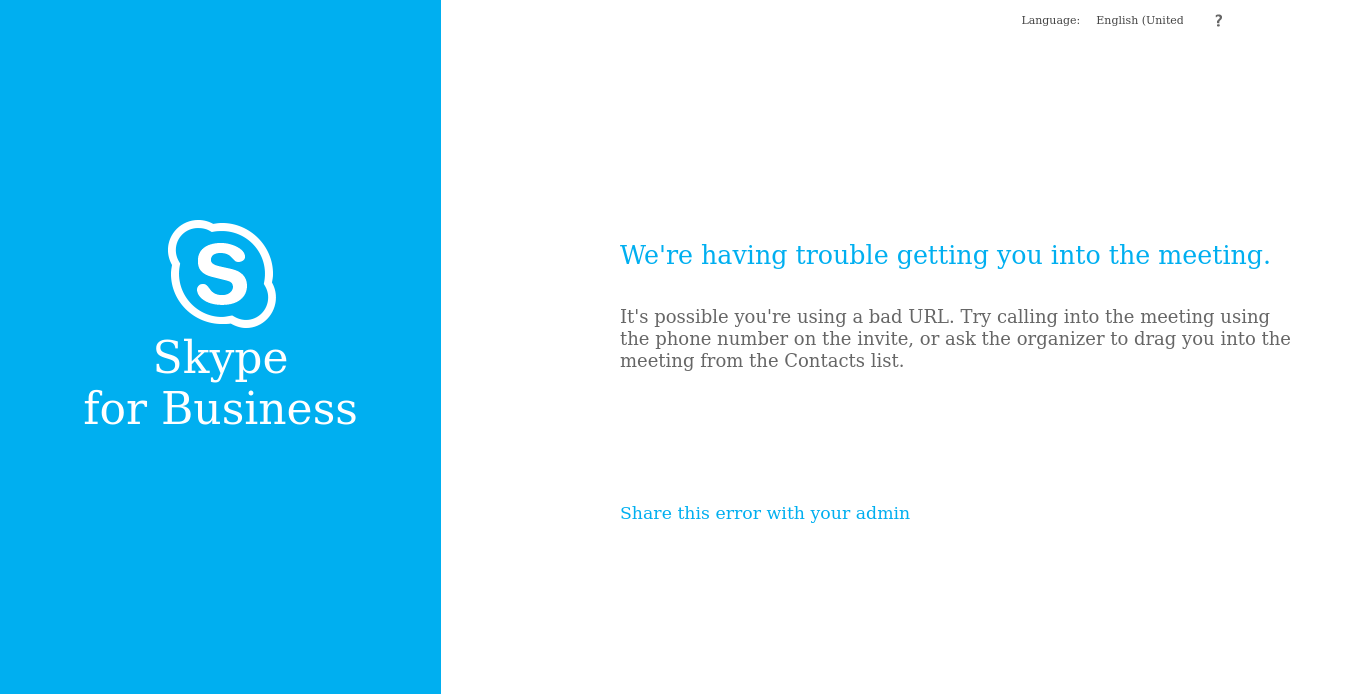 Language: English (United ?
Skype
for Business
We're having trouble getting you into the meeting.
It's possible you're using a bad URL. Try calling into the meeting using
the phone number on the invite, or ask the organizer to drag you into the
meeting from the Contacts list.
Share this error with your admin